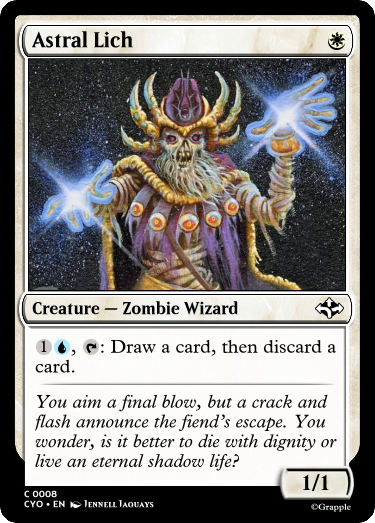 Astral Lich
Creature — Zombie Wizard
1, : Draw a card, then discard a
card.
You aim a final blow, but a crack and
flash announce the fiend's escape. You
wonder, is it better to die with dignity or
live an eternal shadow life?
1/1
C 0008
CYO • EN Jennell Jaquays
©Grapple